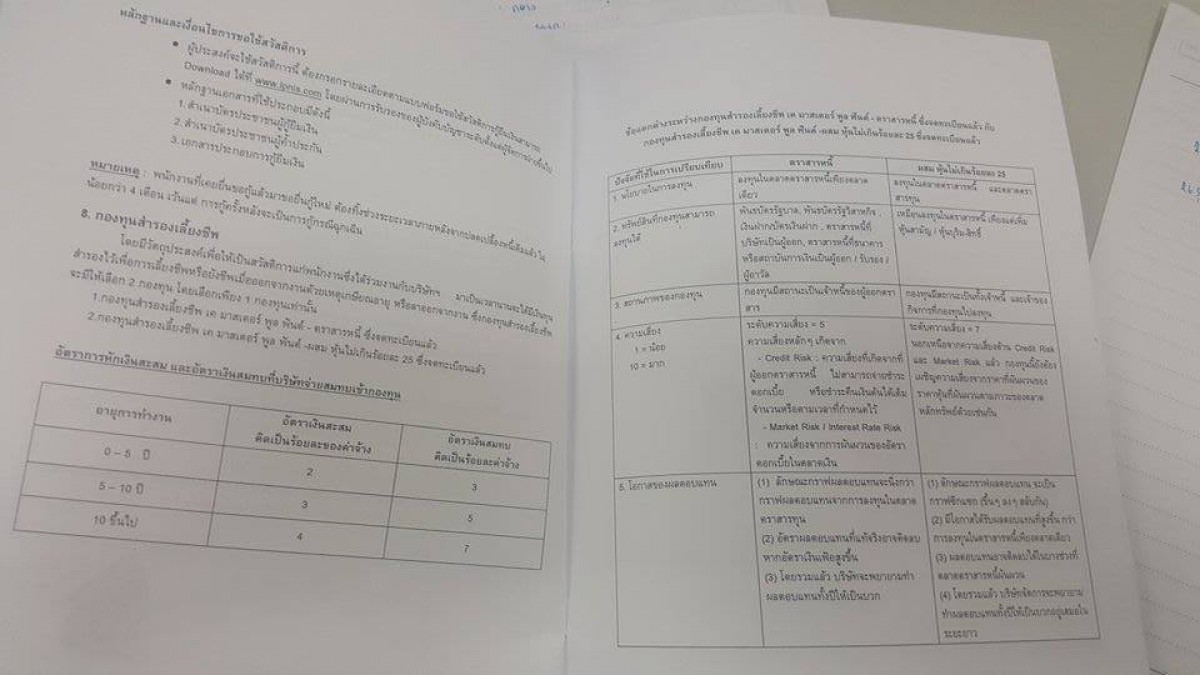 กลาง
หลักฐานและเงื่อนไขการขอใช้สวัสดิการ
• ผู้ประสงค์จะใช้สวัสดิการนี้ ต้องกรอกรายละเอียดตามแบบฟอร์มขอใช้สวัสดิการกู้ยืมเงินสามารถ
Download ได้ที่ www.lpnls.com โดยผ่านการรับรองของผู้บังคับบัญชาระดับตั้งแต่ผู้จัดการฝ่ายขึ้นไป
• หลักฐานเอกสารที่ใช้ประกอบมีดังนี้
1.สำเนาบัตรประชาชนผู้กู้ยืมเงิน
2.สำเนาบัตรประชาชนผู้ค้ำประกัน
3.เอกสารประกอบการกู้ยืมเงิน
หมายเหตุ : พนักงานที่เคยยื่นขอกู้แล้วมาขอยื่นกู้ใหม่ ต้องทิ้งช่วงระยะเวลาภายหลังจากปลดเปลื้องหนี้เดิมแล้ว ไม่
น้อยกว่า 4 เดือน เว้นแต่ การกู้ครั้งหลังจะเป็นการกู้กรณีฉุกเฉิน
8. กองทุนสำรองเลี้ยงชีพ
โดยมีวัตถุประสงค์เพื่อให้เป็นสวัสดิการแก่พนักงานซึ่งได้ร่วมงานกับบริษัทฯ มาเป็นเวลานานจะได้มีเงินทุน
สำรองไว้เพื่อการเลี้ยงชีพหรือยังชีพเมื่อออกจากงานด้วยเหตุเกษียณอายุ หรือลาออกจากงาน ซึ่งกองทุนสำรองเลี้ยงชีพ
จะมีให้เลือก 2 กองทุน โดยเลือกเพียง 1 กองทุนเท่านั้น
1.กองทุนสำรองเลี้ยงชีพ เค มาสเตอร์ พูล ฟันด์ - ตราสารหนี้ ซึ่งจดทะเบียนแล้ว
2.กองทุนสำรองเลี้ยงชีพ เค มาสเตอร์ พูล ฟันด์ -ผสม หุ้นไม่เกินร้อยละ 25 ซึ่งจดทะเบียนแล้ว
อัตราการหักเงินสะสม และอัตราเงินสมทบที่บริษัทจ่ายสมทบเข้ากองทุน
อายุการทำงาน อัตราเงินสะสม อัตราเงินสมทบ
คิดเป็นร้อยละของค่าจ้าง คิดเป็นร้อยละค่าจ้าง
0 – 5 ปี 2 3
5 – 10 ปี 3 5
10 ขึ้นไป 4 7
ข้อแตกต่างระหว่างกองทุนสำรองเลี้ยงชีพ เค มาสเตอร์ พูล ฟันด์ - ตราสารหนี้ ซึ่งจดทะเบียนแล้ว กับ
กองทุนสำรองเลี้ยงชีพ เค มาสเตอร์ พูล ฟันด์ -ผสม หุ้นไม่เกินร้อยละ 25 ซึ่งจดทะเบียนแล้ว
ปัจจัยที่ใช้ในการเปรียบเทียบ ตราสารหนี้ ผสม หุ้นไม่เกินร้อยละ 25
1. นโยบายในการลงทุน
ลงทุนในตลาดตราสารหนี้เพียงตลาด
เดียว
ลงทุนในตลาดตราสารหนี้ และตลาดตรา
สารทุน
2. ทรัพย์สินที่กองทุนสามารถ
ลงทุนได้
พันธบัตรรัฐบาล, พันธบัตรรัฐวิสาหกิจ ,
เงินฝาก/บัตรเงินฝาก , ตราสารหนี้ที่
บริษัทเป็นผู้ออก, ตราสารหนี้ที่ธนาคาร
หรือสถาบันการเงินเป็นผู้ออก / รับรอง /
ผู้อาวัล
เหมือนลงทุนในตราสารหนี้ เพียงแต่เพิ่ม
หุ้นสามัญ / หุ้นบุริม-สิทธิ์
3. สถานภาพของกองทุน
กองทุนมีสถานะเป็นเจ้าหนี้ของผู้ออกตรา
สาร
กองทุนมีสถานะเป็นทั้งเจ้าหนี้ และเจ้าของ
กิจการที่กองทุนไปลงทุน
4. ความเสี่ยง
1 = น้อย
10 = มาก
ระดับความเสี่ยง = 5
ความเสี่ยงหลักๆ เกิดจาก
- Credit Risk : ความเสี่ยงที่เกิดจากที่
ผู้ออกตราสารหนี้ ไม่สามารถจ่ายชำระ
ดอกเบี้ย หรือชำระคืนเงินต้นได้เต็ม
จำนวนหรือตามเวลาที่กำหนดไว้
- Market Risk / Interest Rate Risk
: ความเสี่ยงจากการผันผวนของอัตรา
ดอกเบี้ยในตลาดเงิน
ระดับความเสี่ยง = 7
นอกเหนือจากความเสี่ยงด้าน Credit Risk
และ Market Risk แล้ว กองทุนนี้ยังต้อง
เผชิญความเสี่ยงจากราคาที่ผันผวนของ
ราคาหุ้นที่ผันผวนตามภาวะของตลาด
หลักทรัพย์ด้วยเช่นกัน
5. โอกาสของผลตอบแทน
(1) ลักษณะกราฟผลตอบแทนจะนิ่งกว่า
กราฟผลตอบแทนจากการลงทุนในตลาด
ตราสารทุน
(2) อัตราผลตอบแทนที่แท้จริงอาจติดลบ
หากอัตราเงินเฟ้อสูงขึ้น
(3) โดยรวมแล้ว บริษัทจะพยายามทำ
ผลตอบแทนทั้งปีให้เป็นบวก
(1) ลักษณะกราฟผลตอบแทน จะเป็น
กราฟซิกแซก (ขึ้นๆ ลงๆ สลับกัน)
(2) มีโอกาสได้รับผลตอบแทนที่สูงขึ้น กว่า
การลงทุนในตราสารหนี้เพียงตลาดเดียว
(3) ผลตอบแทนอาจติดลบได้ในบางช่วงที่
ตลาดตราสารหนี้ผันผวน
(4) โดยรวมแล้ว บริษัทจัดการจะพยายาม
ทำผลตอบแทนทั้งปีให้เป็นบวกอยู่เสมอใน
ระยะยาว